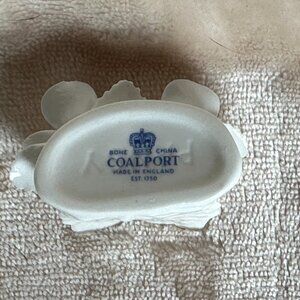 BONE CHINA
COALPORT
MADE IN ENGLAND
EST. 1750